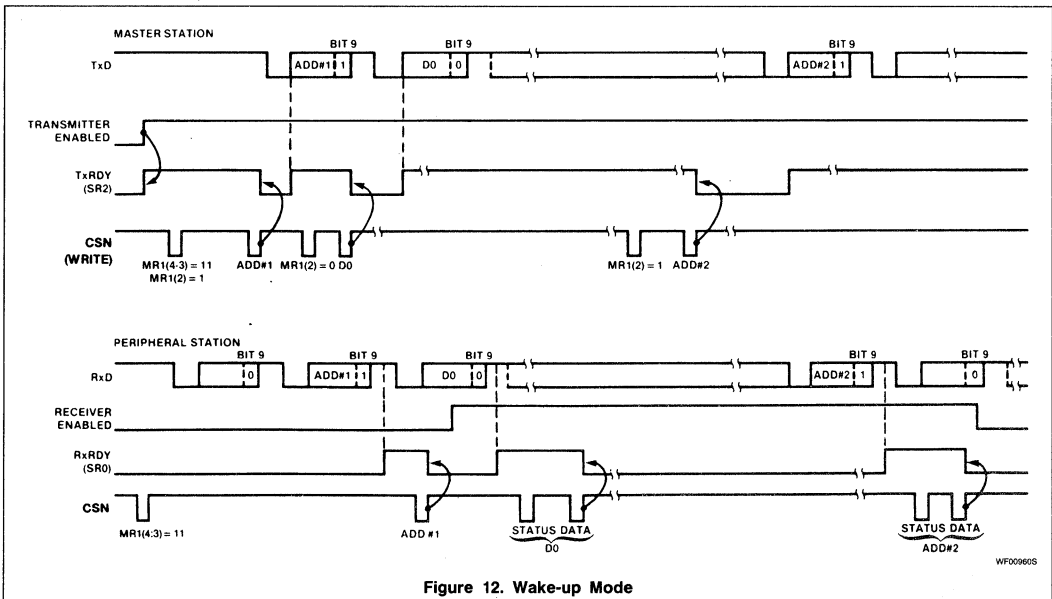 MASTER STATION
BIT 9 BIT 9 BIT 9
TxD ADD#1 1 D0 0 ADD#2 1
TRANSMITTER
ENABLED
TxRDY
(SR2)
CSN
(WRITE)
MR1(4-3) = 11 ADD#1 MR1(2) = 0 D0 MR1(2) = 1 ADD#2
MR1(2) = 1
PERIPHERAL STATION
BIT 9 BIT 9 BIT 9 BIT 9 BIT 9
RxD 0 ADD#1 1 D0 0 ADD#2 1 0
RECEIVER
ENABLED
RxRDY
(SR0)
CSN
MR1(4:3) = 11 ADD #1 STATUS DATA STATUS DATA
D0 ADD#2
WF00960S
Figure 12. Wake-up Mode